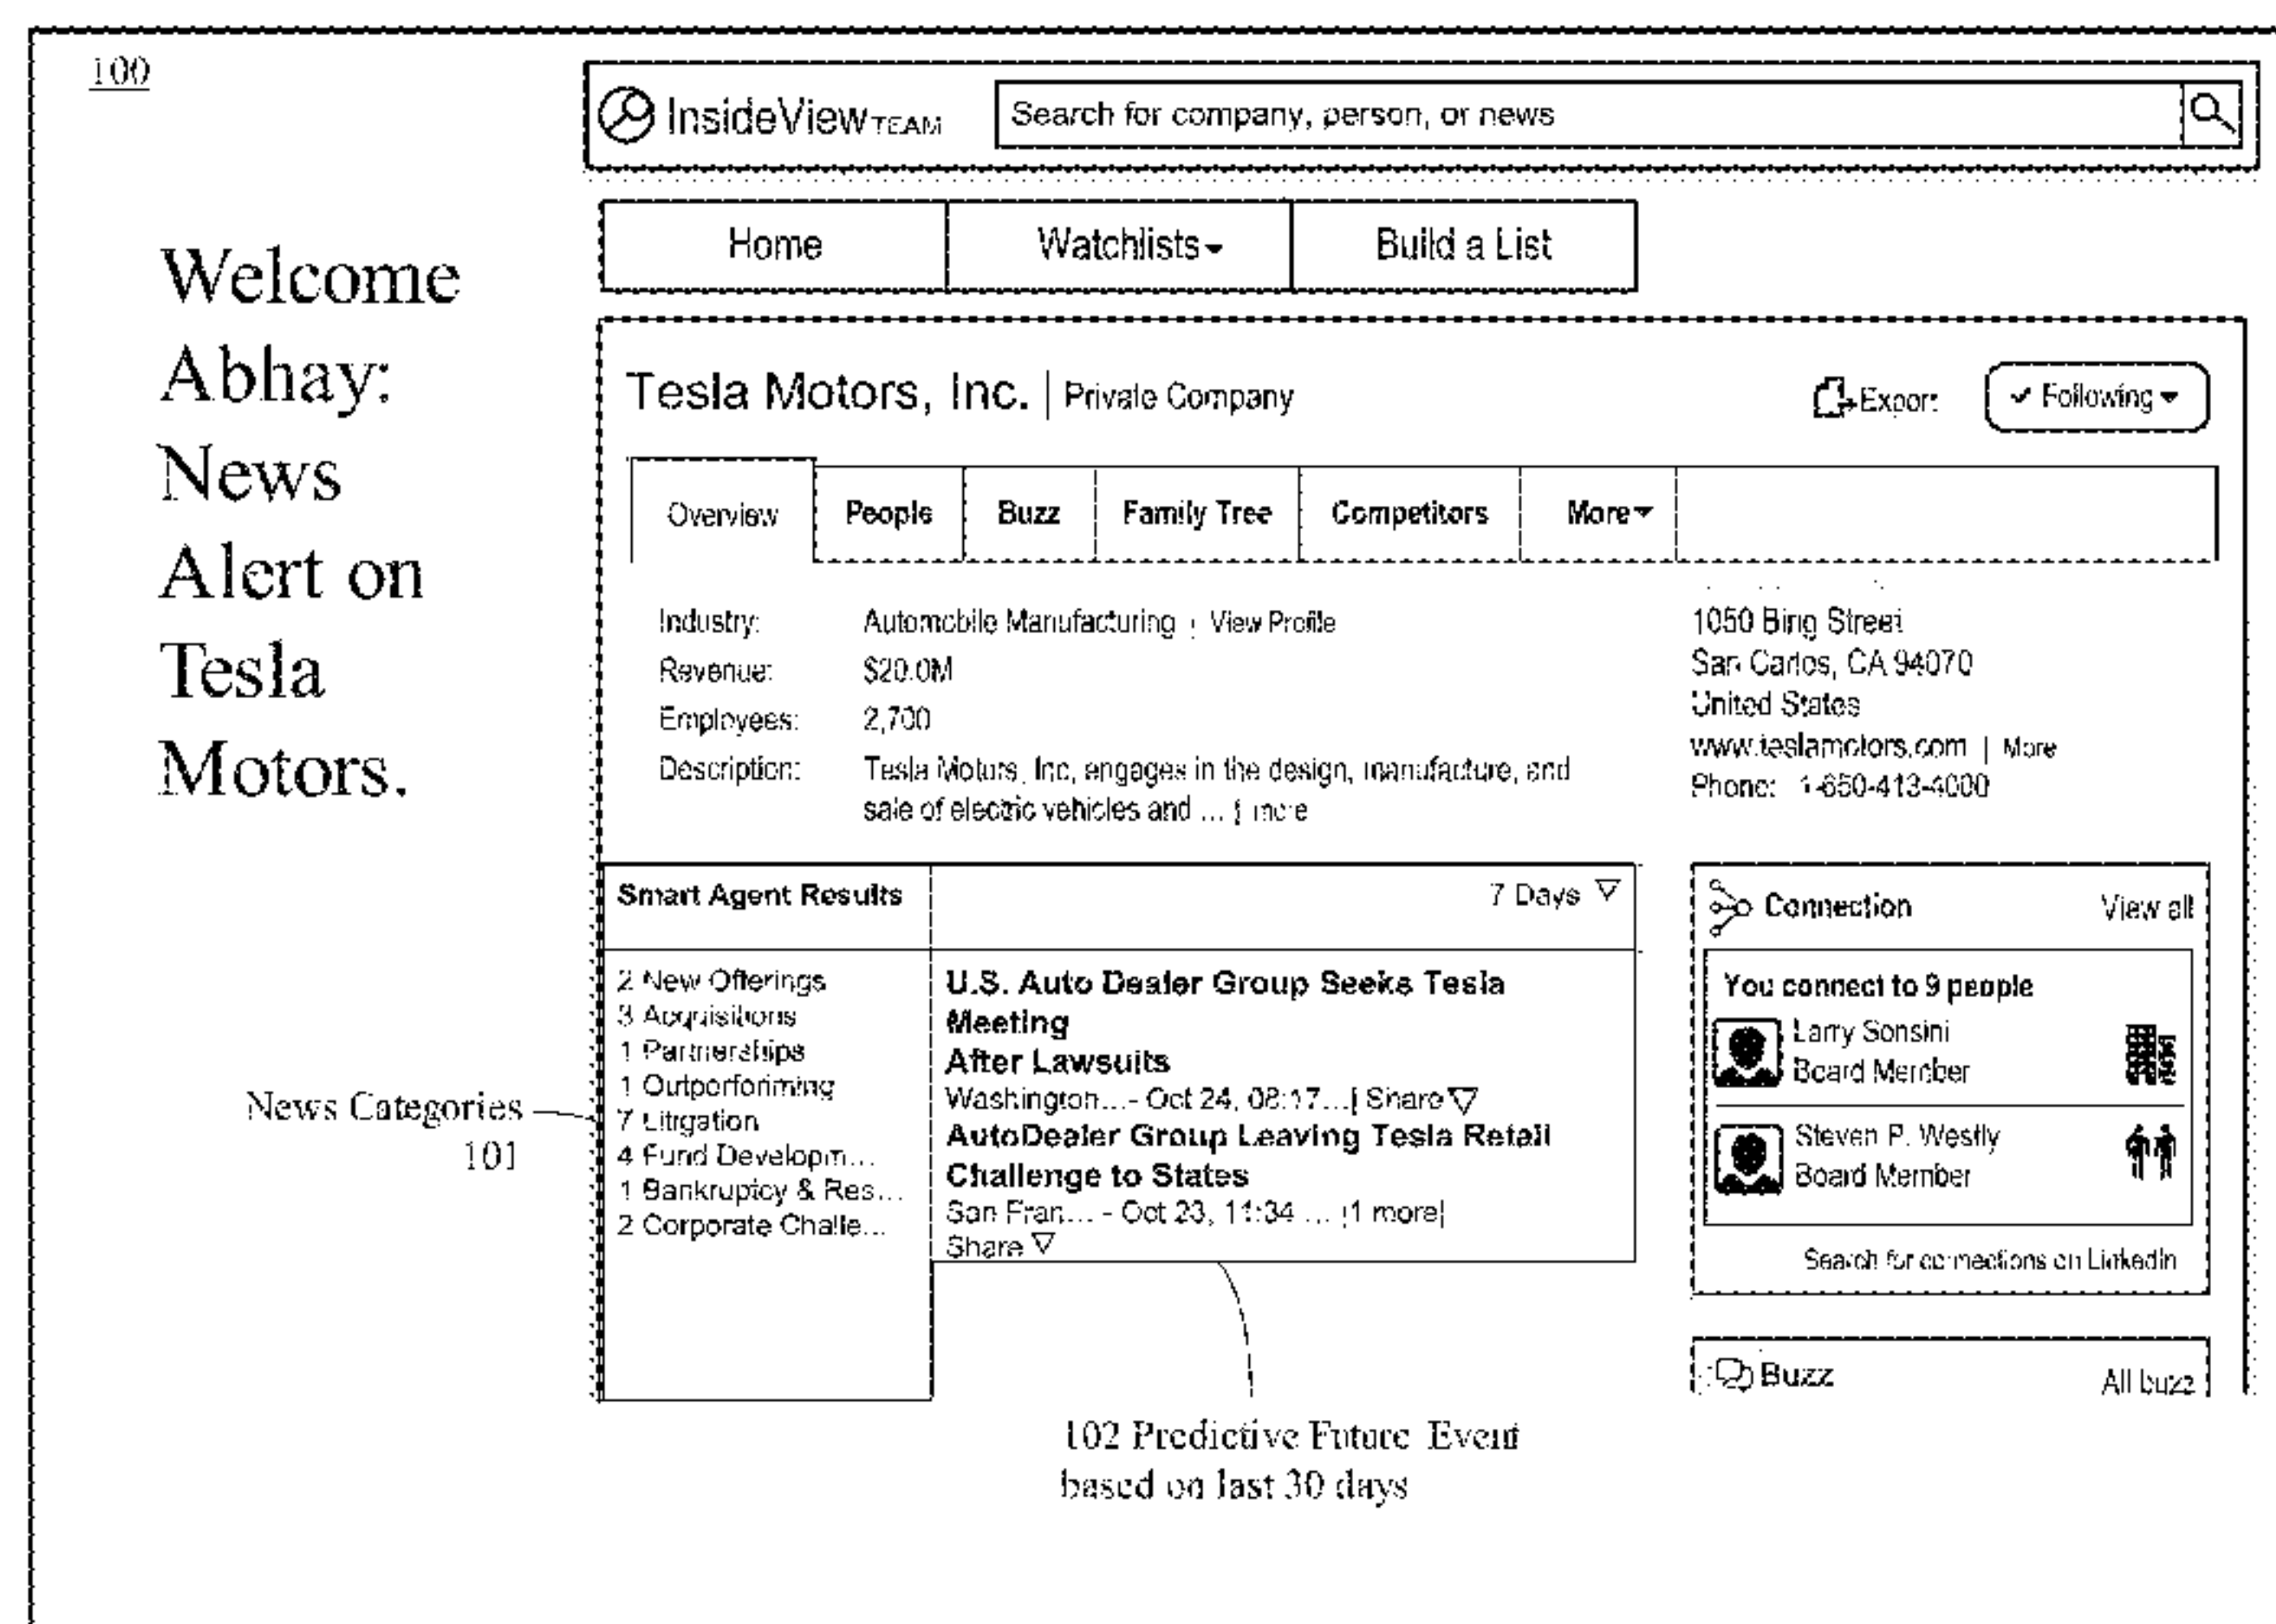 100
InsideView TEAM
Search for company, person, or news
Home
Watchlists
Build a List
Welcome
Abhay:
News
Alert on
Tesla
Motors.
Tesla Motors, Inc. | Private Company
Export
Following
Overview
People
Buzz
Family Tree
Competitors
More
Industry: Automobile Manufacturing | View Profile
Revenue: $20.0M
Employees: 2,700
Description: Tesla Motors, Inc, engages in the design, manufacture, and
sale of electric vehicles and ... | more
1050 Bing Street
San Carlos, CA 94070
United States
www.teslamotors.com | More
Phone: 1-650-413-4000
Smart Agent Results
7 Days
2 New Offerings
3 Acquisitions
1 Partnerships
1 Outperforiming
7 Litigation
4 Fund Developm...
1 Bankruptcy & Res...
2 Corporate Challe...
News Categories
101
U.S. Auto Dealer Group Seeks Tesla
Meeting
After Lawsuits
Washington...- Oct 24, 08:17...| Share
AutoDealer Group Leaving Tesla Retail
Challenge to States
San Fran... - Oct 23, 11:34 ... |1 more|
Share
102 Predictive Future Event
based on last 30 days
Connection
View all
You connect to 9 people
Larry Sonsini
Board Member
Steven P. Westly
Board Member
Search for connections on LinkedIn
Buzz
All buzz